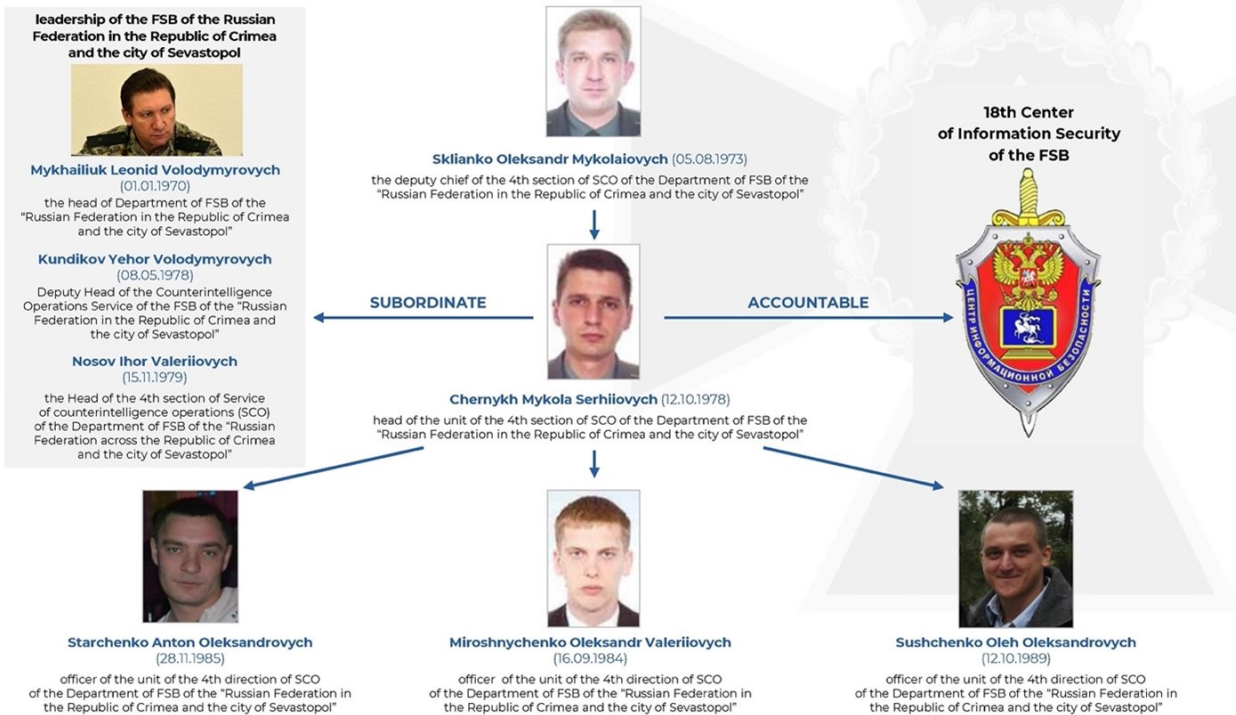 leadership of the FSB of the Russian
Federation in the Republic of Crimea
and the city of Sevastopol
Mykhailiuk Leonid Volodymyrovych
(01.01.1970)
the head of Department of FSB of the
“Russian Federation in the Republic of Crimea
and the city of Sevastopol”
Kundikov Yehor Volodymyrovych
(08.05.1978)
Deputy Head of the Counterintelligence
Operations Service of the FSB of the “Russian
Federation in the Republic of Crimea and
the city of Sevastopol”
Nosov Ihor Valeriiovych
(15.11.1979)
the Head of the 4th section of Service
of counterintelligence operations (SCO)
of the Department of FSB of the “Russian
Federation across the Republic of Crimea
and the city of Sevastopol”
Sklianko Oleksandr Mykolaiovych (05.08.1973)
the deputy chief of the 4th section of SCO of the Department of FSB of the
“Russian Federation in the Republic of Crimea and the city of Sevastopol”
SUBORDINATE
ACCOUNTABLE
Chernykh Mykola Serhiiovych (12.10.1978)
head of the unit of the 4th section of SCO of the Department of FSB of the
“Russian Federation in the Republic of Crimea and the city of Sevastopol”
18th Center
of Information Security
of the FSB
ЦЕНТР ИНФОРМАЦИОННОЙ БЕЗОПАСНОСТИ
Starchenko Anton Oleksandrovych
(28.11.1985)
officer of the unit of the 4th direction of SCO
of the Department of FSB of the “Russian Federation in
the Republic of Crimea and the city of Sevastopol”
Miroshnychenko Oleksandr Valeriiovych
(16.09.1984)
officer of the unit of the 4th direction of SCO
of the Department of FSB of the “Russian Federation in
the Republic of Crimea and the city of Sevastopol”
Sushchenko Oleh Oleksandrovych
(12.10.1989)
officer of the unit of the 4th direction of SCO
of the Department of FSB of the “Russian Federation in
the Republic of Crimea and the city of Sevastopol”